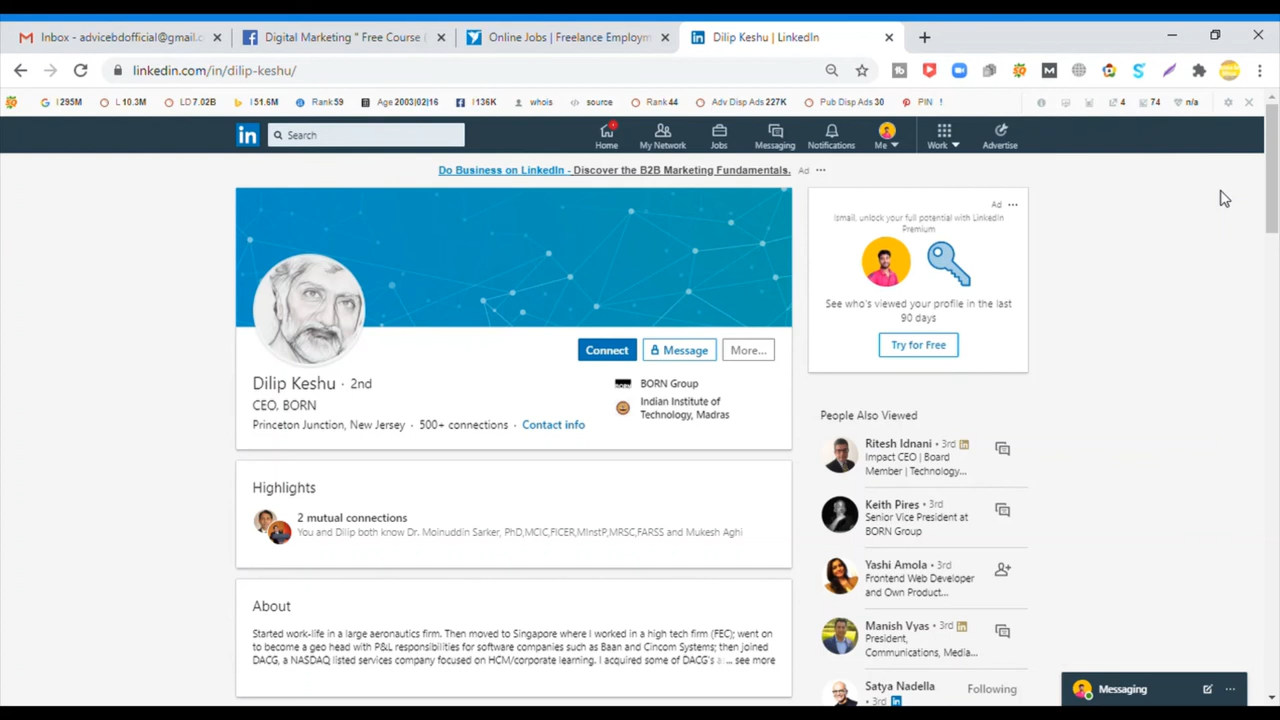 Inbox - advicebdofficial@gmail.c
Digital Marketing " Free Course (
Online Jobs | Freelance Employm
Dilip Keshu | LinkedIn
linkedin.com/in/dilip-keshu/
I 295M
L 10.3M
LD 7.02B
I 51.6M
Rank 59
Age 2003|02|16
I 136K
whois
source
Rank 44
Adv Disp Ads 227K
Pub Disp Ads 30
PIN !
4
74
n/a
in
Search
Home
My Network
Jobs
Messaging
Notifications
Me
Work
Advertise
Do Business on LinkedIn - Discover the B2B Marketing Fundamentals. Ad ···
Ad ···
Ismail, unlock your full potential with LinkedIn
Premium
See who's viewed your profile in the last
90 days
Try for Free
Connect
Message
More...
Dilip Keshu · 2nd
CEO, BORN
Princeton Junction, New Jersey · 500+ connections · Contact info
BORN Group
Indian Institute of
Technology, Madras
Highlights
2 mutual connections
You and Dilip both know Dr. Moinuddin Sarker, PhD,MCIC,FICER,MInstP,MRSC,FARSS and Mukesh Aghi
About
Started work-life in a large aeronautics firm. Then moved to Singapore where I worked in a high tech firm (FEC); went on
to become a geo head with P&L responsibilities for software companies such as Baan and Cincom Systems; then joined
DACG, a NASDAQ listed services company focused on HCM/corporate learning. I acquired some of DACG's a... see more
People Also Viewed
Ritesh Idnani • 3rd
Impact CEO | Board
Member | Technology...
Keith Pires • 3rd
Senior Vice President at
BORN Group
Yashi Amola • 3rd
Frontend Web Developer
and Own Product...
Manish Vyas • 3rd
President,
Communications, Media...
Satya Nadella
• 3rd
Following
Messaging